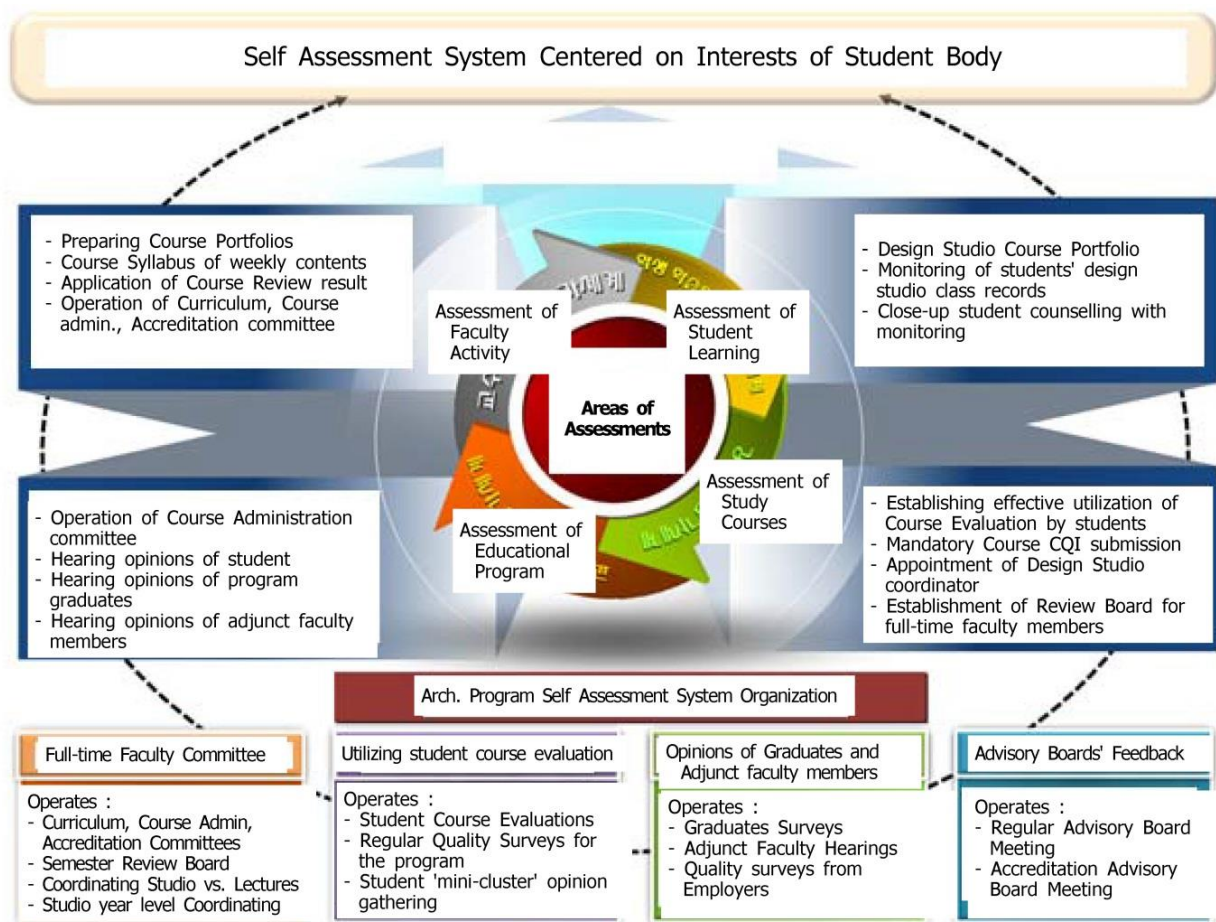 Self Assessment System Centered on Interests of Student Body
- Preparing Course Portfolios
- Course Syllabus of weekly contents
- Application of Course Review result
- Operation of Curriculum, Course
admin., Accreditation committee
- Design Studio Course Portfolio
- Monitoring of students' design
studio class records
- Close-up student counselling with
monitoring
Assessment of
Faculty
Activity
Assessment of
Student
Learning
Areas of
Assessments
Assessment of
Educational
Program
Assessment of
Study
Courses
- Operation of Course Administration
committee
- Hearing opinions of student
- Hearing opinions of program
graduates
- Hearing opinions of adjunct faculty
members
- Establishing effective utilization of
Course Evaluation by students
- Mandatory Course CQI submission
- Appointment of Design Studio
coordinator
- Establishment of Review Board for
full-time faculty members
Arch. Program Self Assessment System Organization
Full-time Faculty Committee
Operates :
- Curriculum, Course Admin,
Accreditation Committees
- Semester Review Board
- Coordinating Studio vs. Lectures
- Studio year level Coordinating
Utilizing student course evaluation
Operates :
- Student Course Evaluations
- Regular Quality Surveys for
the program
- Student 'mini-cluster' opinion
gathering
Opinions of Graduates and
Adjunct faculty members
Operates :
- Graduates Surveys
- Adjunct Faculty Hearings
- Quality surveys from
Employers
Advisory Boards' Feedback
Operates :
- Regular Advisory Board
Meeting
- Accreditation Advisory
Board Meeting